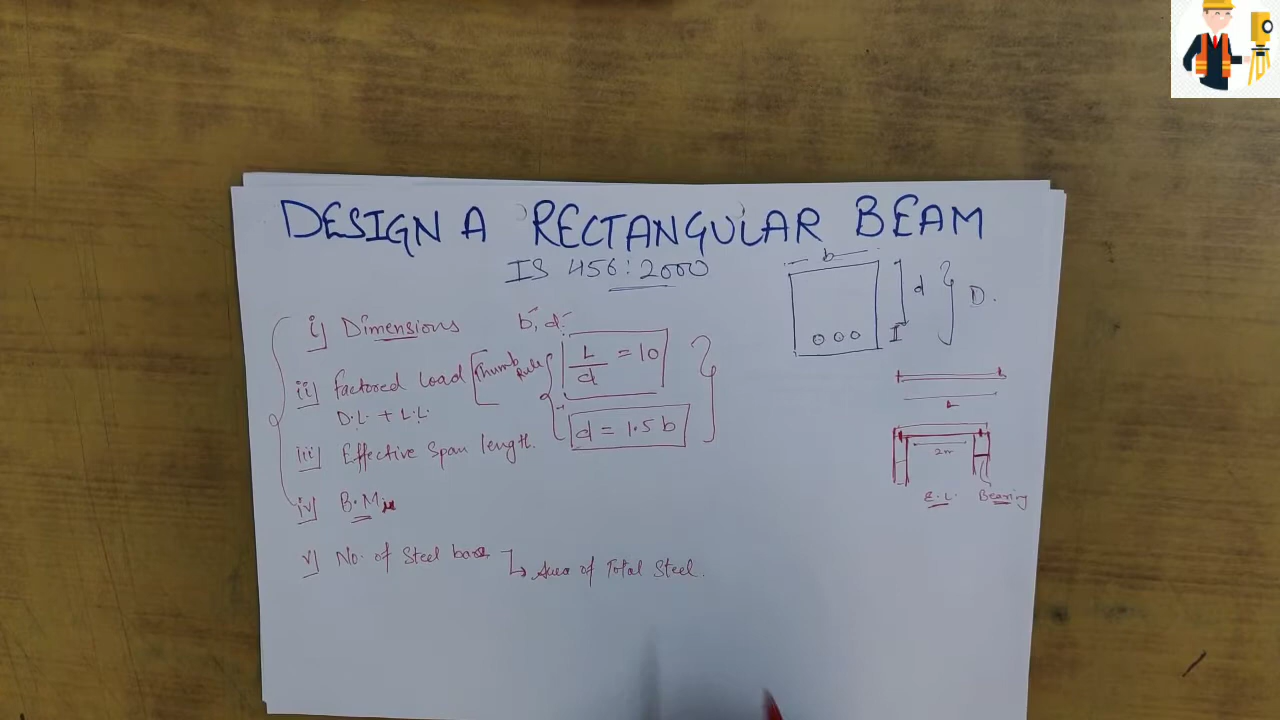 DESIGN A RECTANGULAR BEAM
IS 456:2000
b
d
D.
i) Dimensions b, d
ii) Factored Load
D.L. + L.L.
Thumb Rule
L/d = 10
d = 1.5 b
iii) Effective Span length.
L
2m
E.L. Bearing
iv) B.Mu
v) No. of Steel bars
Area of Total Steel.